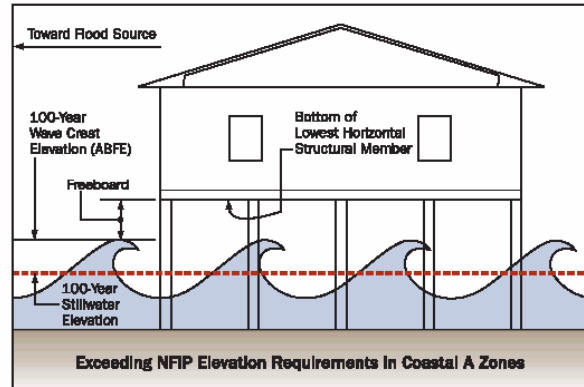 Toward Flood Source
100-Year
Wave Crest
Elevation (ABFE)
Freeboard
Bottom of
Lowest Horizontal
Structural Member
100-Year
Stillwater
Elevation
Exceeding NFIP Elevation Requirements in Coastal A Zones